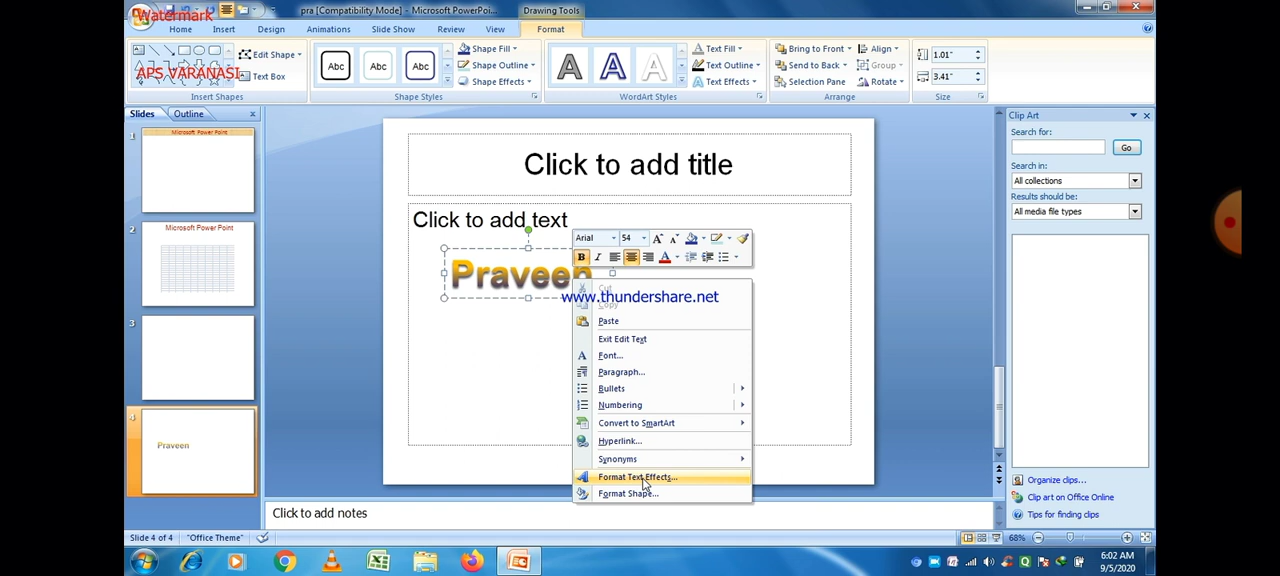 Watermark
APS VARANASI
pra [Compatibility Mode] - Microsoft PowerPoi...
Drawing Tools
Home
Insert
Design
Animations
Slide Show
Review
View
Format
Edit Shape
Text Box
Insert Shapes
Abc
Abc
Abc
Shape Fill
Shape Outline
Shape Effects
Shape Styles
A
A
A
Text Fill
Text Outline
Text Effects
WordArt Styles
Bring to Front
Send to Back
Selection Pane
Align
Group
Rotate
Arrange
1.01"
3.41"
Size
Slides
Outline
1
Microsoft Power Point
2
Microsoft Power Point
3
4
Praveen
Click to add title
Click to add text
Praveen
Arial
54
B
I
A
Cut
www.thundershare.net
Copy
Paste
Exit Edit Text
Font...
Paragraph...
Bullets
Numbering
Convert to SmartArt
Hyperlink...
Synonyms
Format Text Effects...
Format Shape...
Click to add notes
Clip Art
Search for:
Go
Search in:
All collections
Results should be:
All media file types
Organize clips...
Clip art on Office Online
Tips for finding clips
Slide 4 of 4
"Office Theme"
68%
6:02 AM
9/5/2020